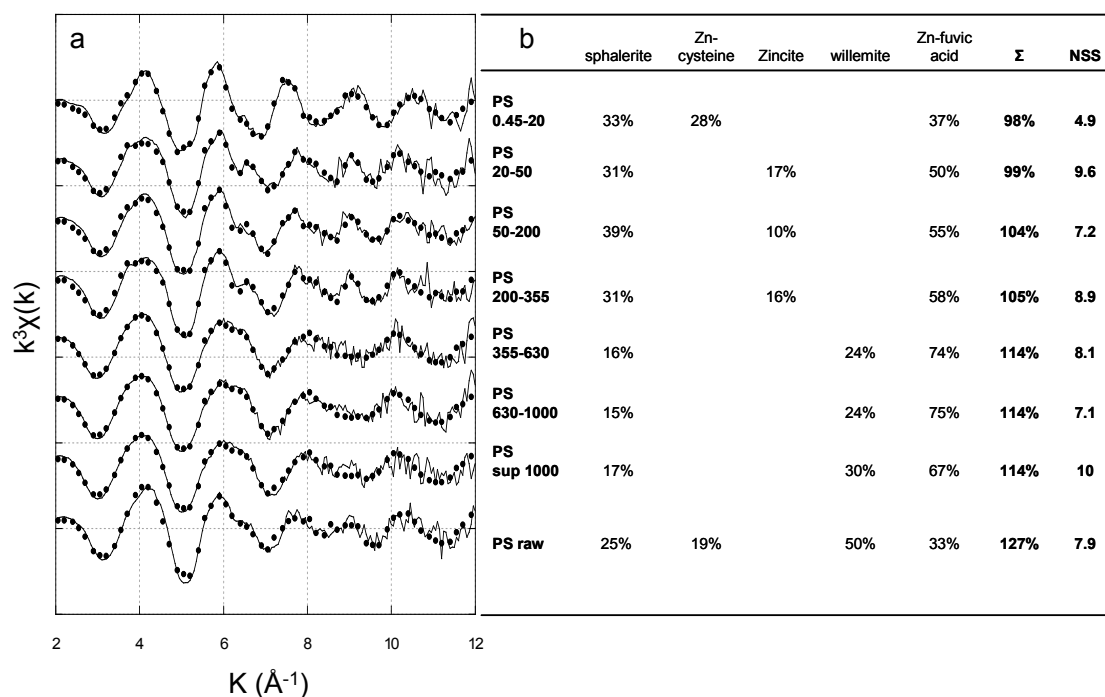 a
k³χ(k)
2 4 6 8 10 12
K (Å⁻¹)
b
sphalerite Zn-cysteine Zincite willemite Zn-fuvic acid Σ NSS
PS
0.45-20 33% 28% 37% 98% 4.9
PS
20-50 31% 17% 50% 99% 9.6
PS
50-200 39% 10% 55% 104% 7.2
PS
200-355 31% 16% 58% 105% 8.9
PS
355-630 16% 24% 74% 114% 8.1
PS
630-1000 15% 24% 75% 114% 7.1
PS
sup 1000 17% 30% 67% 114% 10
PS raw 25% 19% 50% 33% 127% 7.9